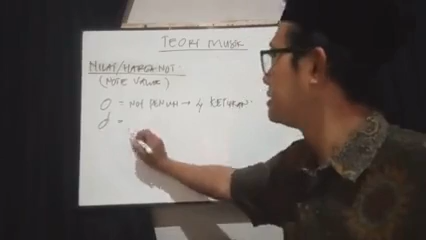 TEORI MUSIK
NILAI/HARGA NOT:
(NOTE VALUE)
O = NOT PENUH → 4 KETUKAN
d =